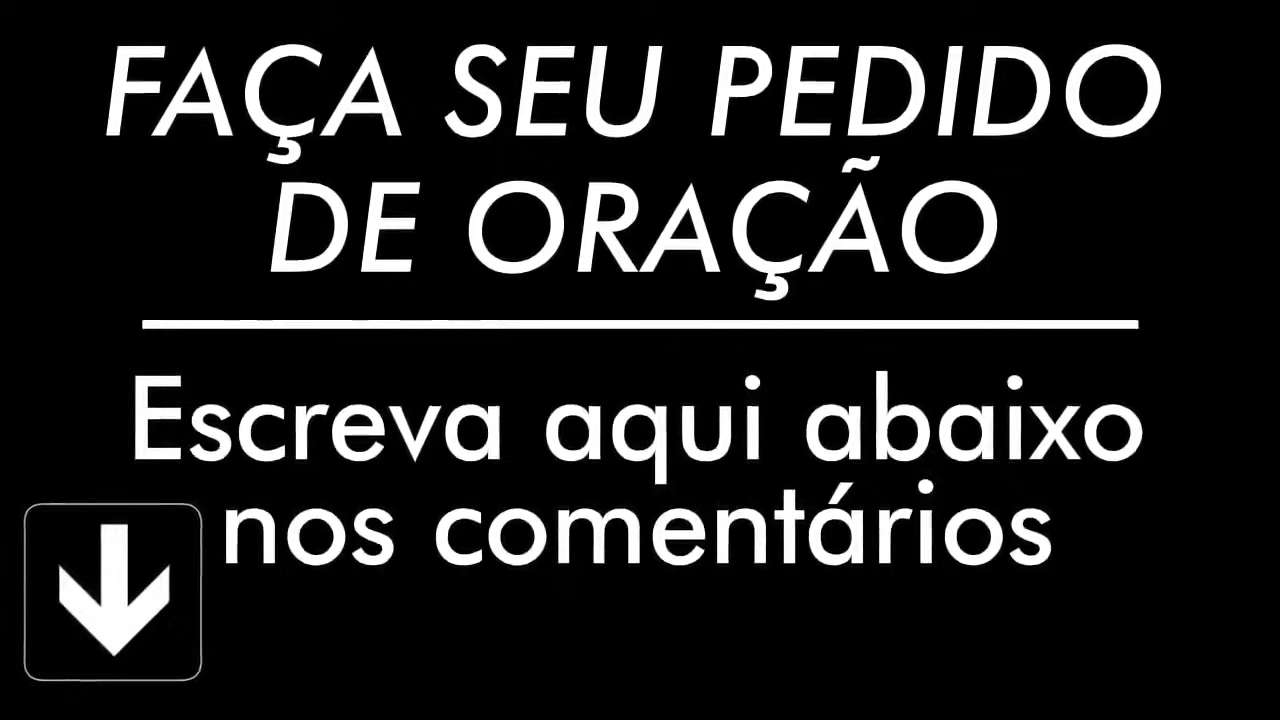 FAÇA SEU PEDIDO
DE ORAÇÃO
Escreva aqui abaixo
nos comentários